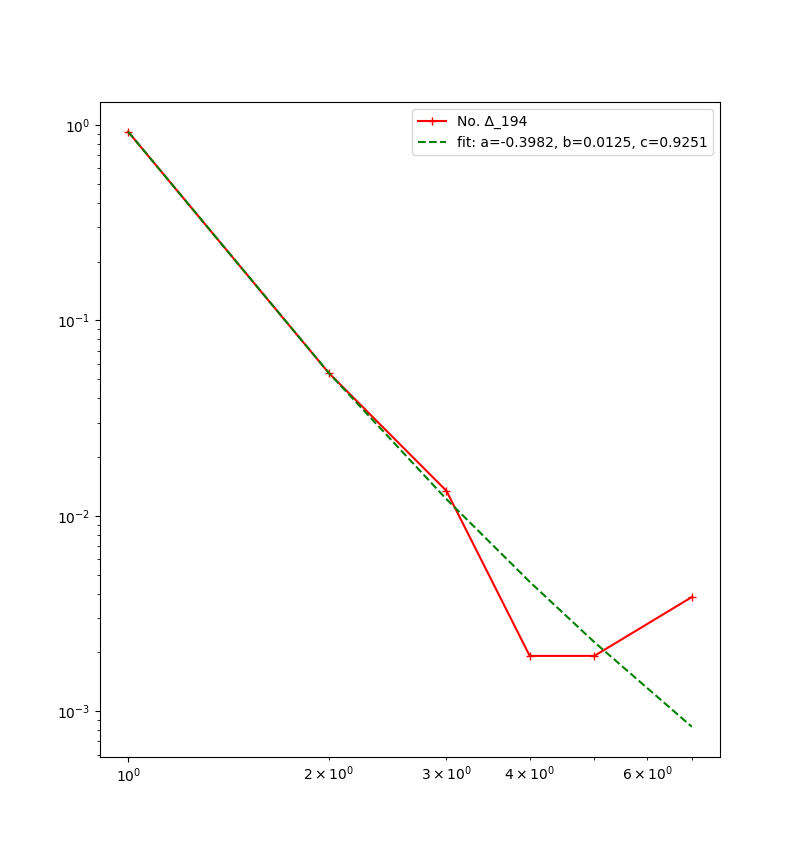 No. Δ_194
fit: a=-0.3982, b=0.0125, c=0.9251
10⁰
10⁻¹
10⁻²
10⁻³
10⁰
2 × 10⁰
3 × 10⁰
4 × 10⁰
6 × 10⁰